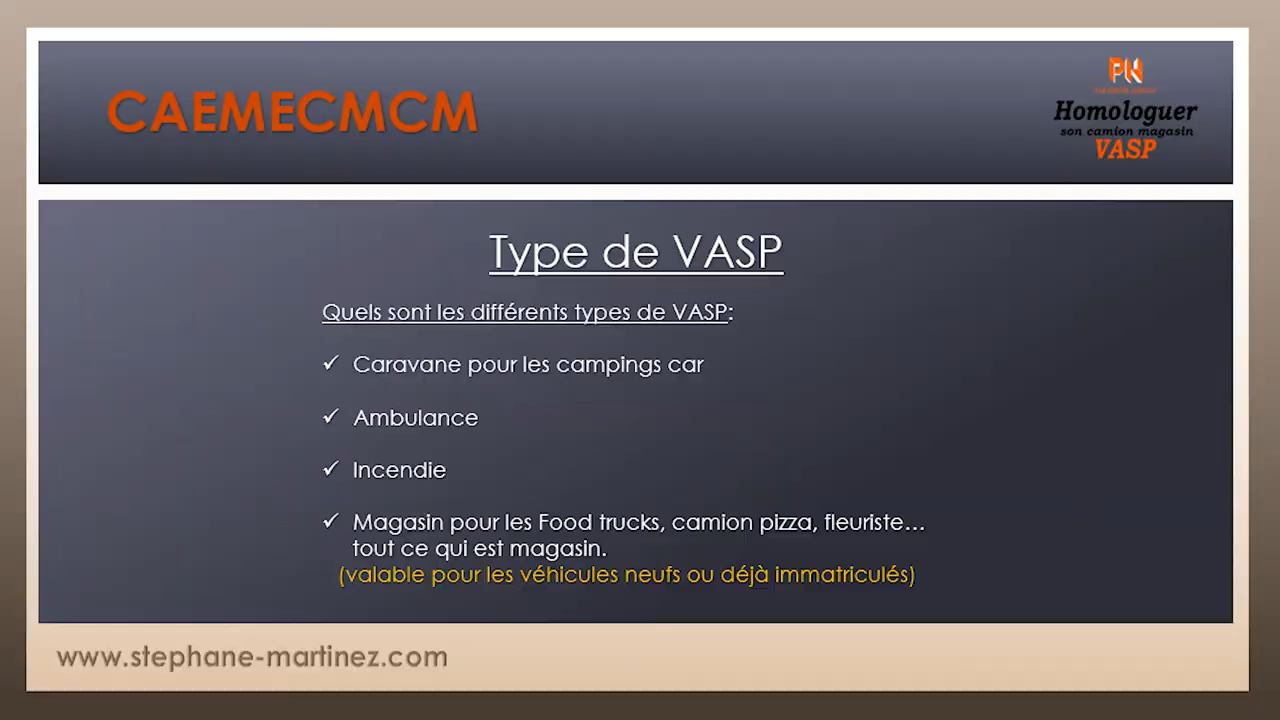 CAEMECMCM
PH
Homologuer
son camion magasin
VASP
Type de VASP
Quels sont les différents types de VASP:
✓ Caravane pour les campings car
✓ Ambulance
✓ Incendie
✓ Magasin pour les Food trucks, camion pizza, fleuriste…
tout ce qui est magasin.
(valable pour les véhicules neufs ou déjà immatriculés)
www.stephane-martinez.com